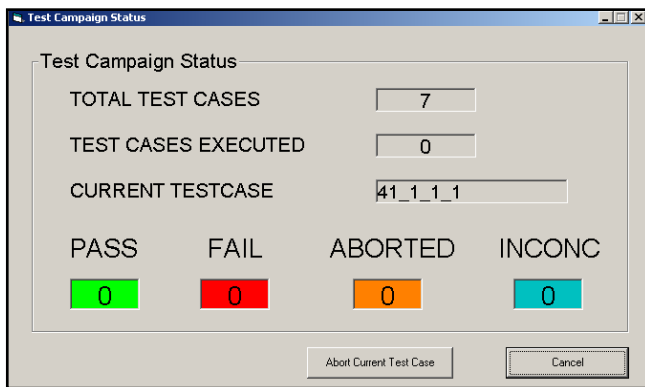 Test Campaign Status
Test Campaign Status
TOTAL TEST CASES 7
TEST CASES EXECUTED 0
CURRENT TESTCASE 41_1_1_1
PASS FAIL ABORTED INCONC
0 0 0 0
Abort Current Test Case Cancel